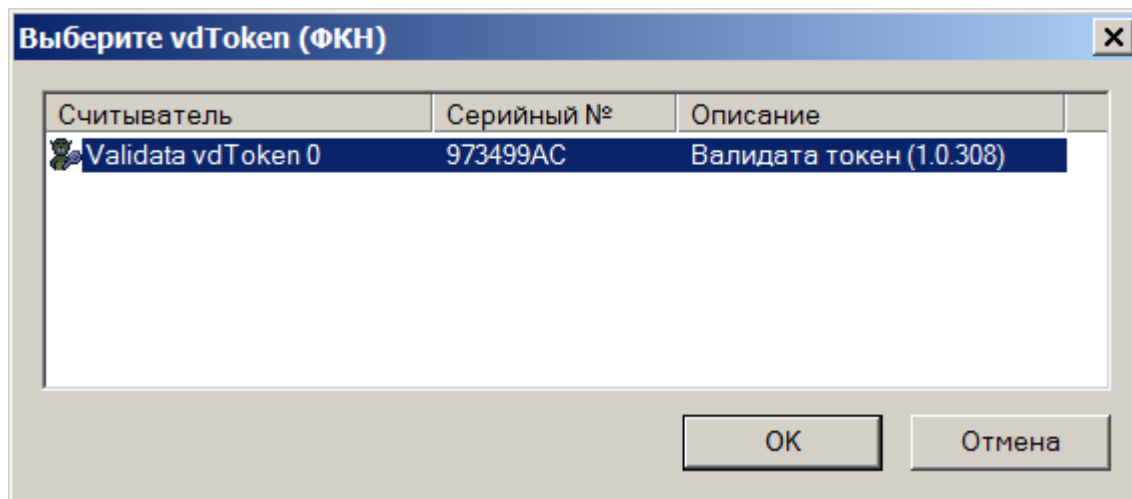 Выберите vdToken (ФКН)
Считыватель Серийный № Описание
Validata vdToken 0 973499AC Валидата токен (1.0.308)
OK Отмена